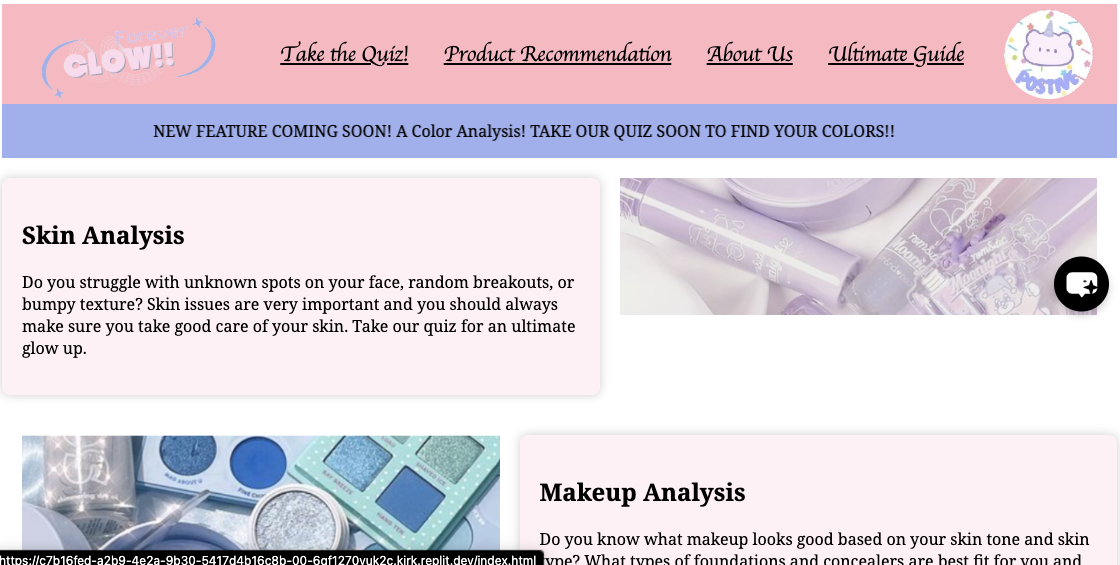 Forever
GLOW!!
Take the Quiz!
Product Recommendation
About Us
Ultimate Guide
POSTIVE
NEW FEATURE COMING SOON! A Color Analysis! TAKE OUR QUIZ SOON TO FIND YOUR COLORS!!
Skin Analysis
Do you struggle with unknown spots on your face, random breakouts, or
bumpy texture? Skin issues are very important and you should always
make sure you take good care of your skin. Take our quiz for an ultimate
glow up.
Makeup Analysis
Do you know what makeup looks good based on your skin tone and skin
type? What types of foundations and concealers are best fit for you and
https://c7b16fed-a2b9-4e2a-9b30-5417d4b16c8b-00-6gf1270vuk2c.kirk.replit.dev/index.html